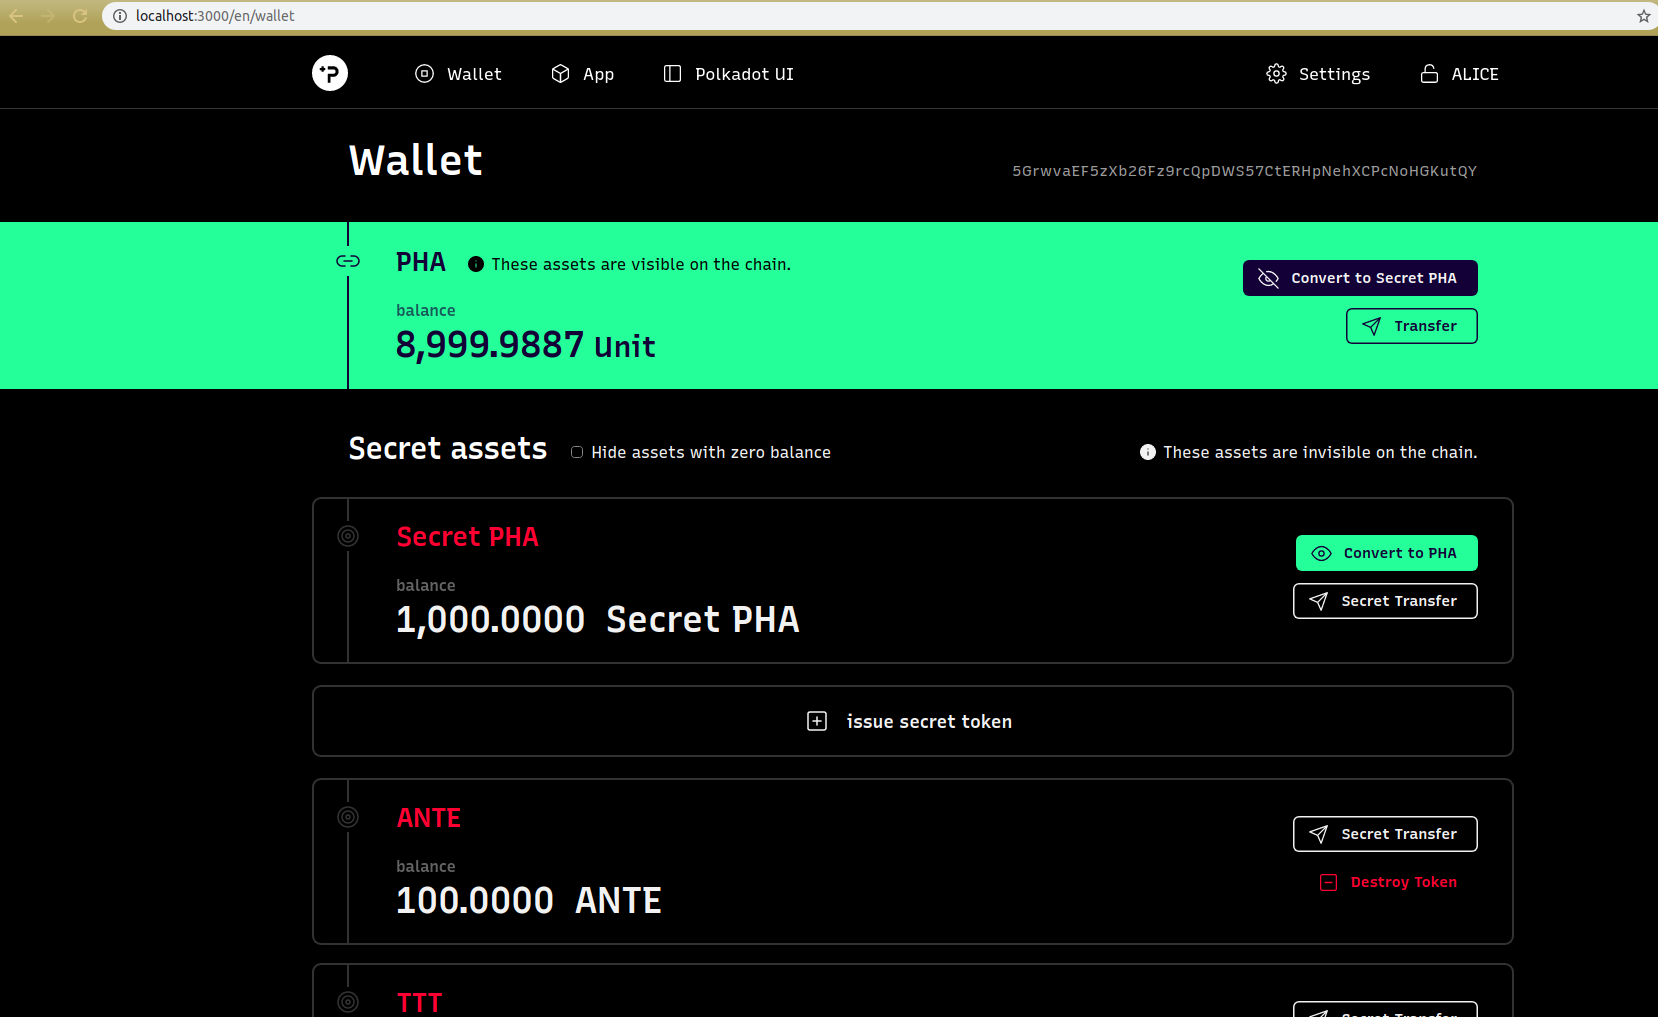 localhost:3000/en/wallet
Wallet App Polkadot UI Settings ALICE
Wallet
5GrwvaEF5zXb26Fz9rcQpDWS57CtERHpNehXCPcNoHGKutQY
PHA These assets are visible on the chain.
Convert to Secret PHA
balance
Transfer
8,999.9887 Unit
Secret assets Hide assets with zero balance These assets are invisible on the chain.
Secret PHA
Convert to PHA
balance
Secret Transfer
1,000.0000 Secret PHA
issue secret token
ANTE
Secret Transfer
balance
Destroy Token
100.0000 ANTE
TTT
Secret Transfer